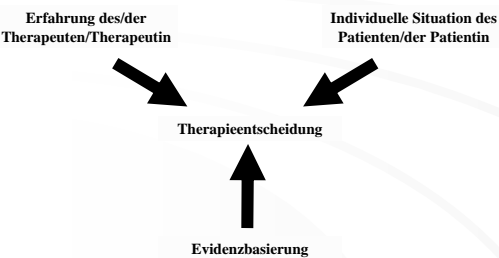 Erfahrung des/der
Therapeuten/Therapeutin
Individuelle Situation des
Patienten/der Patientin
Therapieentscheidung
Evidenzbasierung